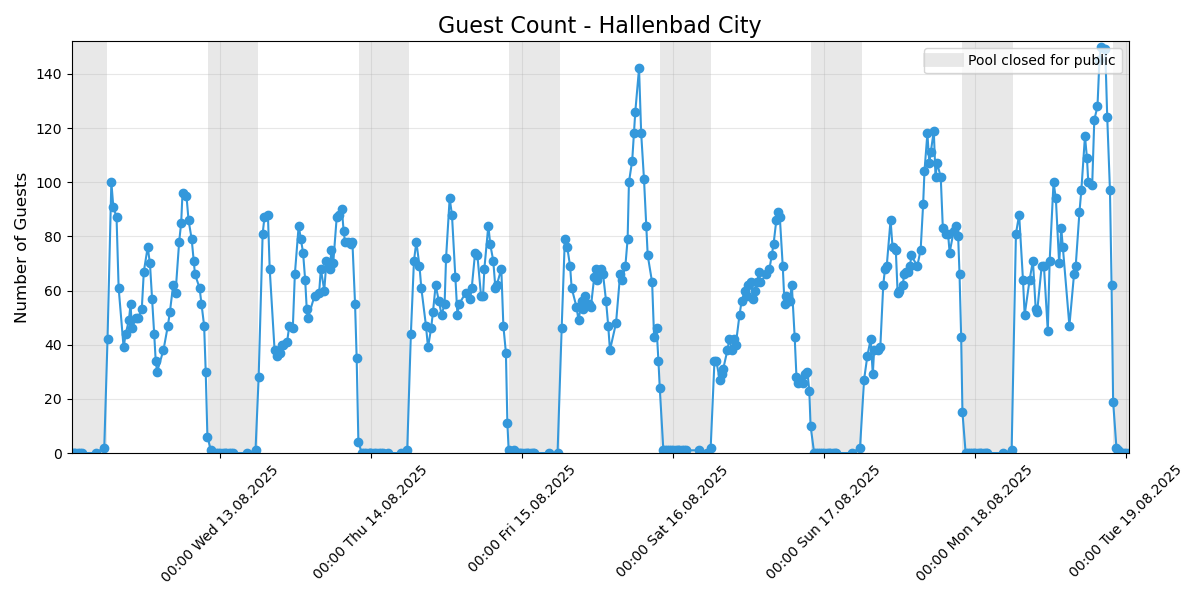 Guest Count - Hallenbad City
Pool closed for public
Number of Guests
140
120
100
80
60
40
20
0
00:00 Wed 13.08.2025
00:00 Thu 14.08.2025
00:00 Fri 15.08.2025
00:00 Sat 16.08.2025
00:00 Sun 17.08.2025
00:00 Mon 18.08.2025
00:00 Tue 19.08.2025